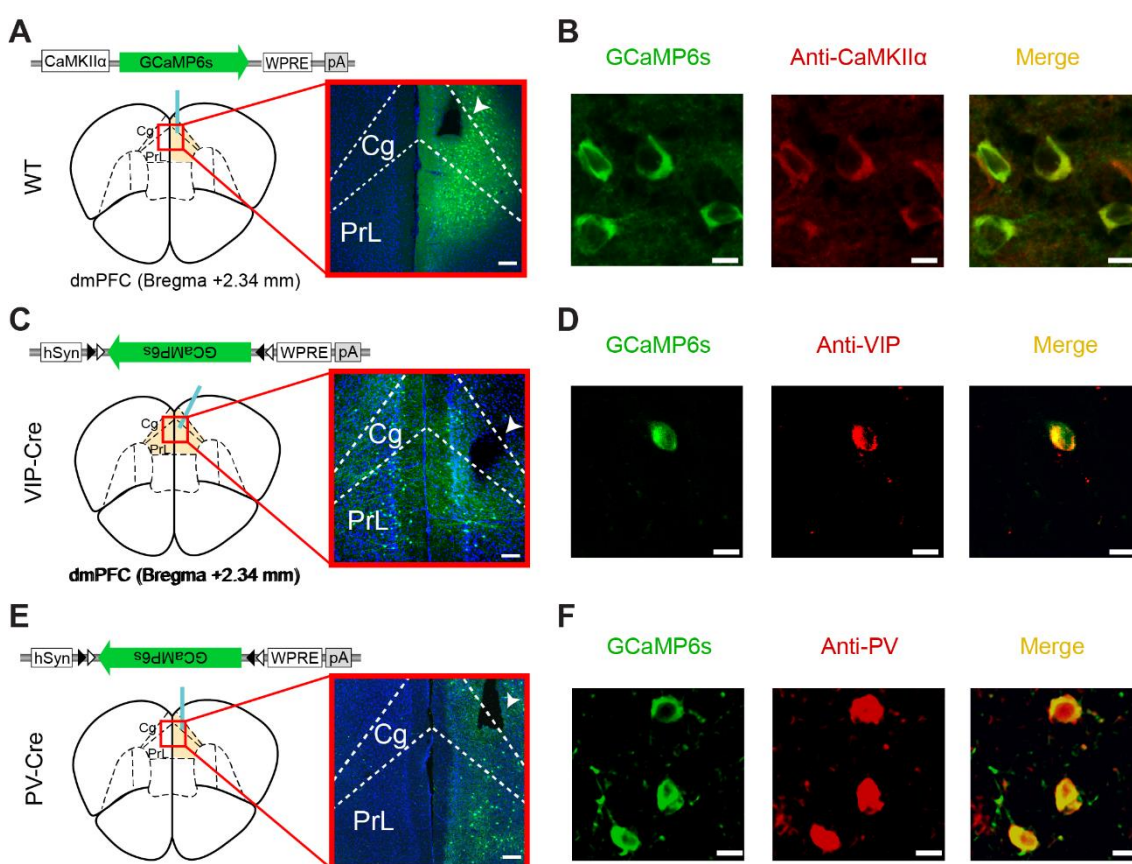 A
CaMKIIα GCaMP6s WPRE pA
WT
Cg
PrL
Cg
PrL
dmPFC (Bregma +2.34 mm)
B
GCaMP6s Anti-CaMKIIα Merge
C
hSyn GCaMP6s WPRE pA
VIP-Cre
Cg
PrL
Cg
PrL
dmPFC (Bregma +2.34 mm)
D
GCaMP6s Anti-VIP Merge
E
hSyn GCaMP6s WPRE pA
PV-Cre
Cg
PrL
Cg
PrL
F
GCaMP6s Anti-PV Merge